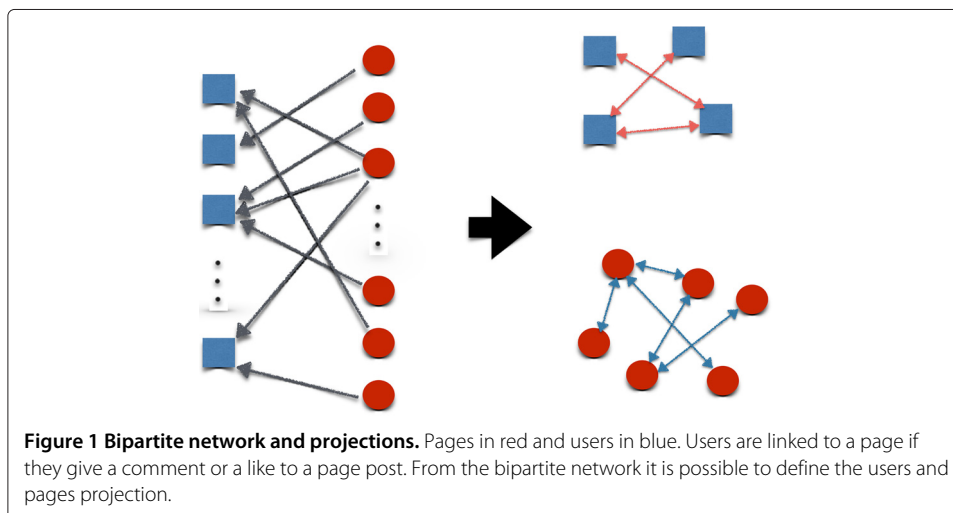 Figure 1 Bipartite network and projections. Pages in red and users in blue. Users are linked to a page if
they give a comment or a like to a page post. From the bipartite network it is possible to define the users and
pages projection.